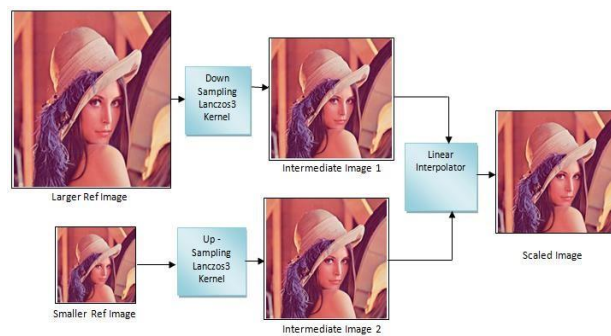 Down
Sampling
Lanczos3
Kernel
Larger Ref Image
Intermediate Image 1
Linear
Interpolator
Scaled Image
Up -
Sampling
Lanczos3
Kernel
Smaller Ref Image
Intermediate Image 2